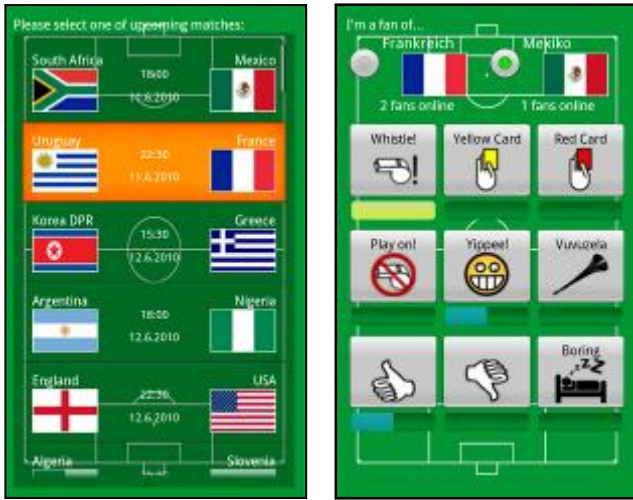 Please select one of upcoming matches:
South Africa
18:00
Mexico
11.6.2010
Uruguay
22:30
France
11.6.2010
Korea DPR
15:30
Greece
12.6.2010
Argentina
18:00
Nigeria
12.6.2010
England
22:30
USA
12.6.2010
Algeria
Slovenia
I'm a fan of...
Frankreich
Mekiko
2 fans online
1 fans online
Whistle!
Yellow Card
Red Card
Play on!
Yippee!
Vuvuzela
Boring
zZZ